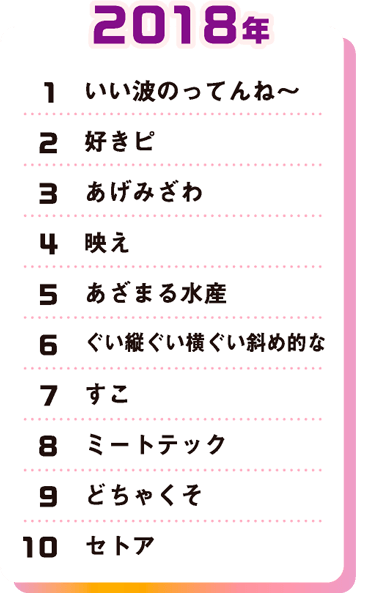 2018年
1 いい波のってんね～
2 好きピ
3 あげみざわ
4 映え
5 あざまる水産
6 ぐい縦ぐい横ぐい斜め的な
7 すこ
8 ミートテック
9 どちゃくそ
10 セトア